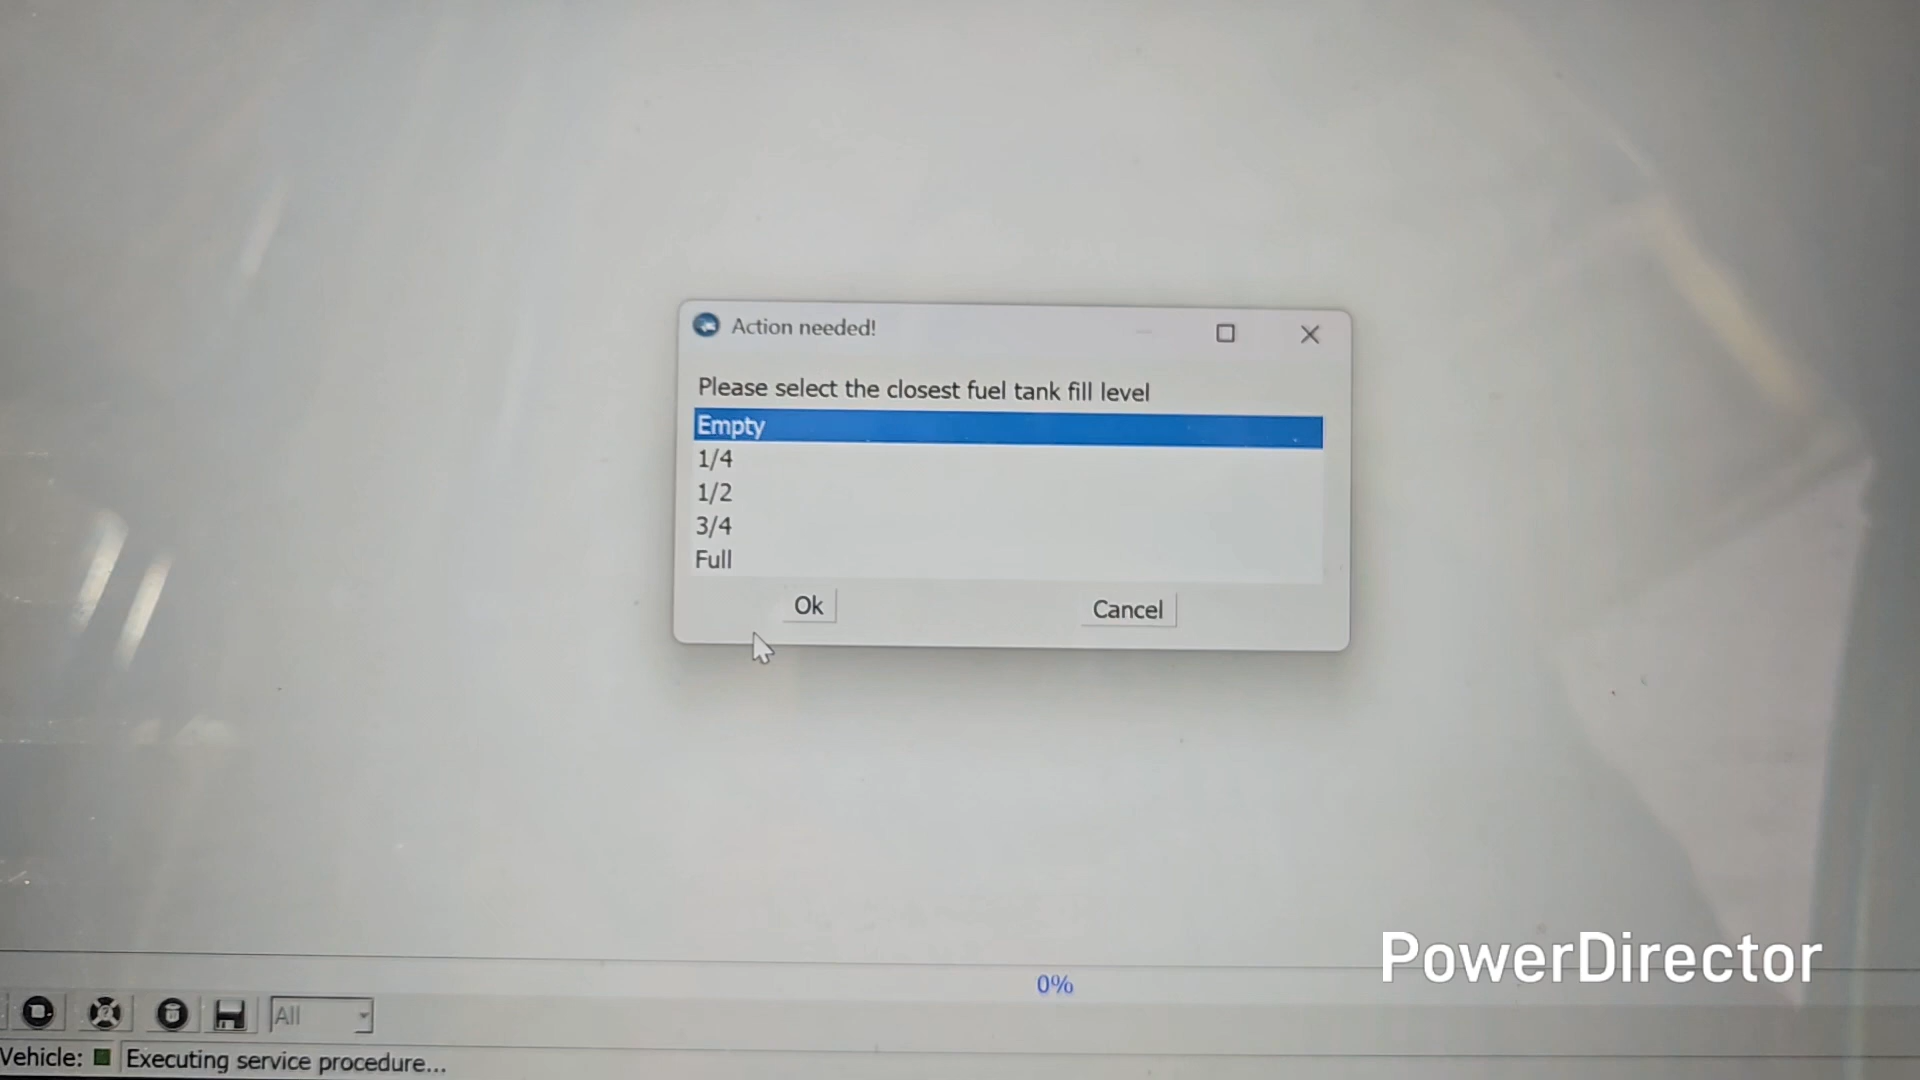 Action needed!
Please select the closest fuel tank fill level
Empty
1/4
1/2
3/4
Full
Ok
Cancel
PowerDirector
0%
All
Vehicle:
Executing service procedure...